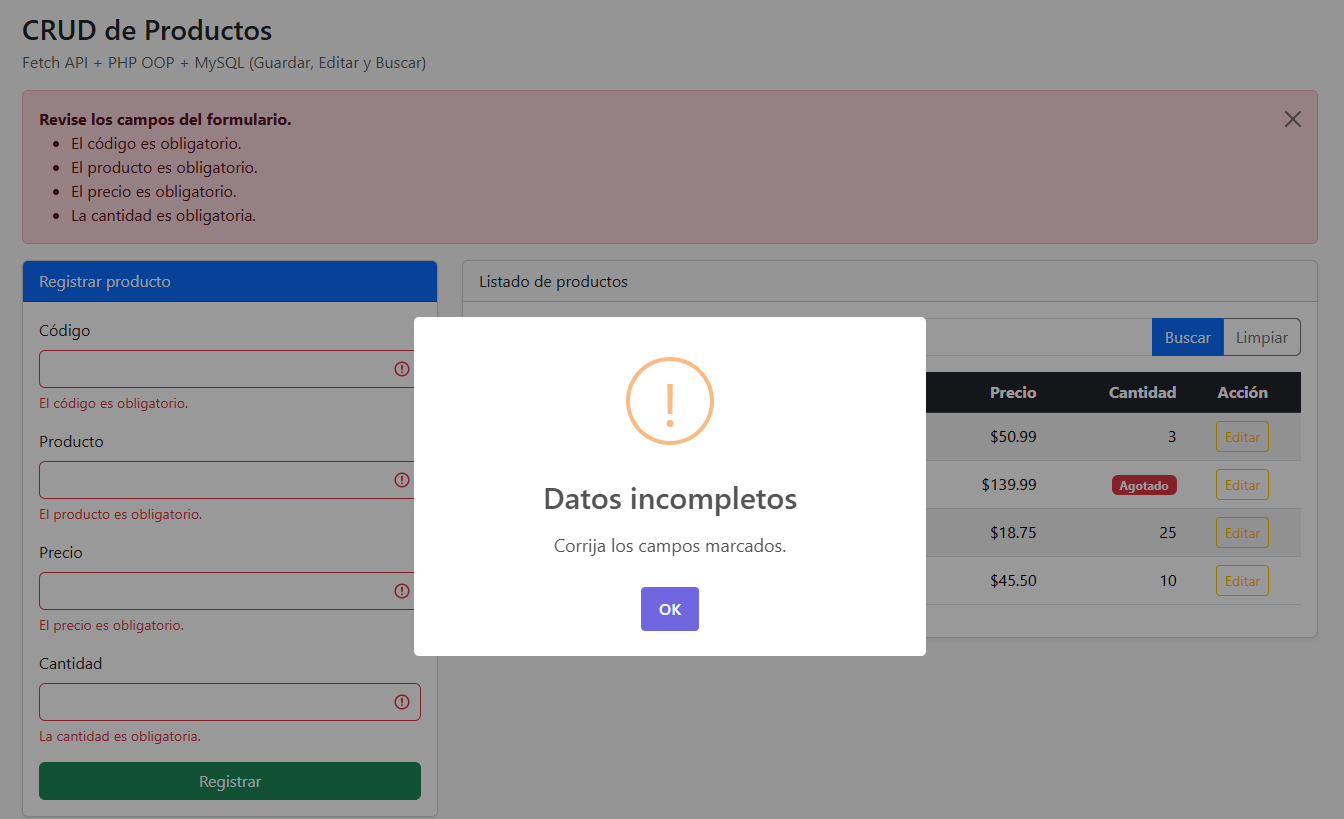 CRUD de Productos
Fetch API + PHP OOP + MySQL (Guardar, Editar y Buscar)
Revise los campos del formulario.
El código es obligatorio.
El producto es obligatorio.
El precio es obligatorio.
La cantidad es obligatoria.
Registrar producto
Código
El código es obligatorio.
Producto
El producto es obligatorio.
Precio
El precio es obligatorio.
Cantidad
La cantidad es obligatoria.
Registrar
Listado de productos
Buscar Limpiar
Precio Cantidad Acción
$50.99 3 Editar
$139.99 Agotado Editar
$18.75 25 Editar
$45.50 10 Editar
Datos incompletos
Corrija los campos marcados.
OK